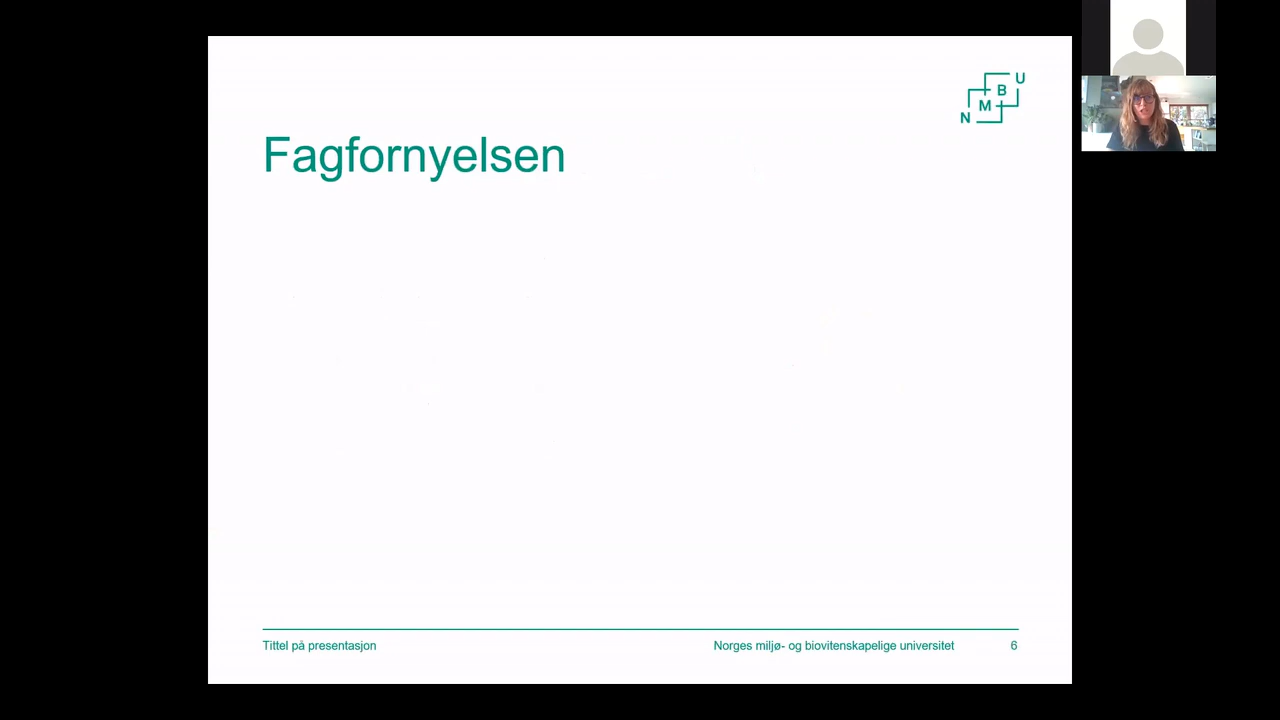 N M B U
Fagfornyelsen
Tittel på presentasjon
Norges miljø- og biovitenskapelige universitet
6